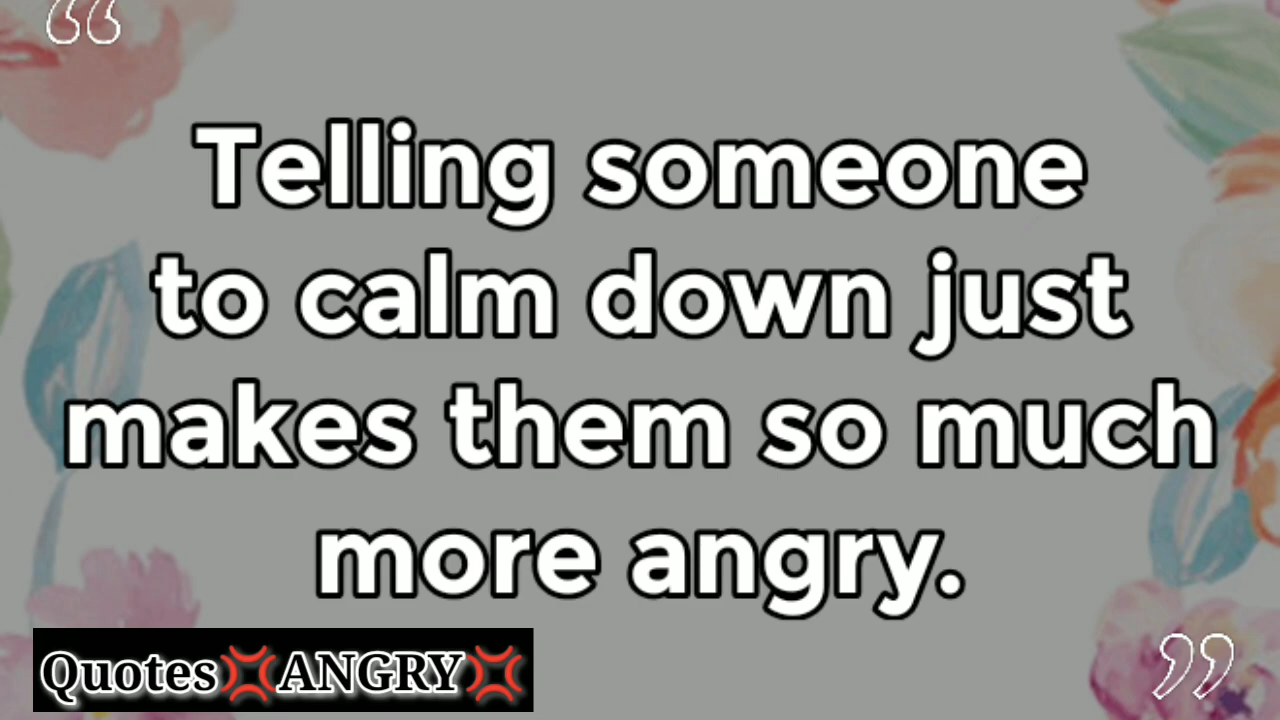 “
Telling someone
to calm down just
makes them so much
more angry.
Quotes💢ANGRY💢
”